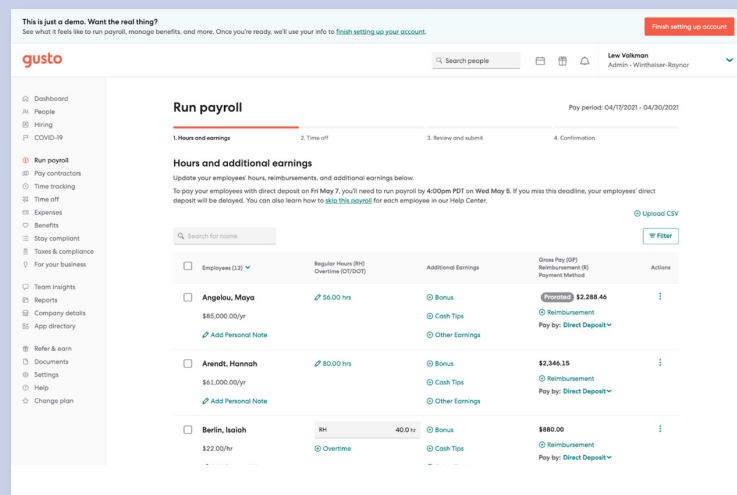 This is just a demo. Want the real thing?
See what it feels like to run payroll, manage benefits, and more. Once you're ready, we'll use your info to finish setting up your account.
Finish setting up account
gusto
Search people
Lew Volkman
Admin - Wintheiser-Raynor
Dashboard
People
Hiring
COVID-19
Run payroll
Pay contractors
Time tracking
Time off
Expenses
Benefits
Stay compliant
Taxes & compliance
For your business
Team insights
Reports
Company details
App directory
Refer & earn
Documents
Settings
Help
Change plan
Run payroll
Pay period: 04/17/2021 - 04/30/2021
1. Hours and earnings
2. Time off
3. Review and submit
4. Confirmation
Hours and additional earnings
Update your employees' hours, reimbursements, and additional earnings below.
To pay your employees with direct deposit on Fri May 7, you'll need to run payroll by 4:00pm PDT on Wed May 5. If you miss this deadline, your employees' direct
deposit will be delayed. You can also learn how to skip this payroll for each employee in our Help Center.
Upload CSV
Search for name
Filter
Employees (12)
Regular Hours (RH)
Overtime (OT/DOT)
Additional Earnings
Gross Pay (GP)
Reimbursement (R)
Payment Method
Actions
Angelou, Maya
$85,000.00/yr
Add Personal Note
56.00 hrs
Bonus
Cash Tips
Other Earnings
Prorated $2,288.46
Reimbursement
Pay by: Direct Deposit
Arendt, Hannah
$61,000.00/yr
Add Personal Note
80.00 hrs
Bonus
Cash Tips
Other Earnings
$2,346.15
Reimbursement
Pay by: Direct Deposit
Berlin, Isaiah
$22.00/hr
RH 40.0 hr
Overtime
Bonus
Cash Tips
$880.00
Reimbursement
Pay by: Direct Deposit